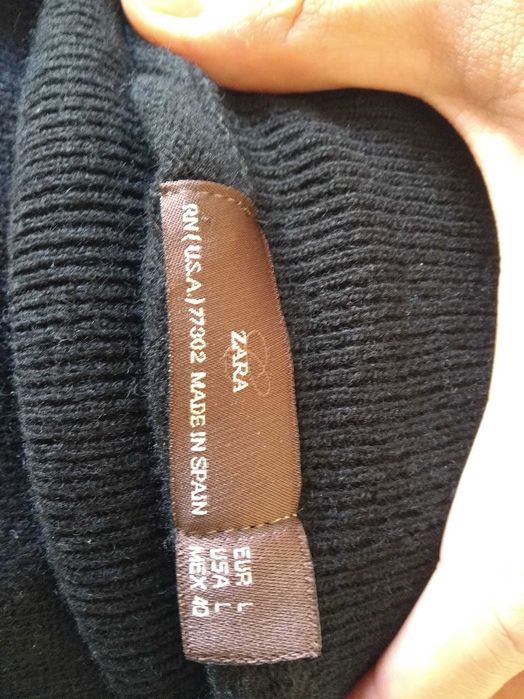 ZARA
RN (U.S.A.) 77302 MADE IN SPAIN
EUR L
USA L
MEX 40